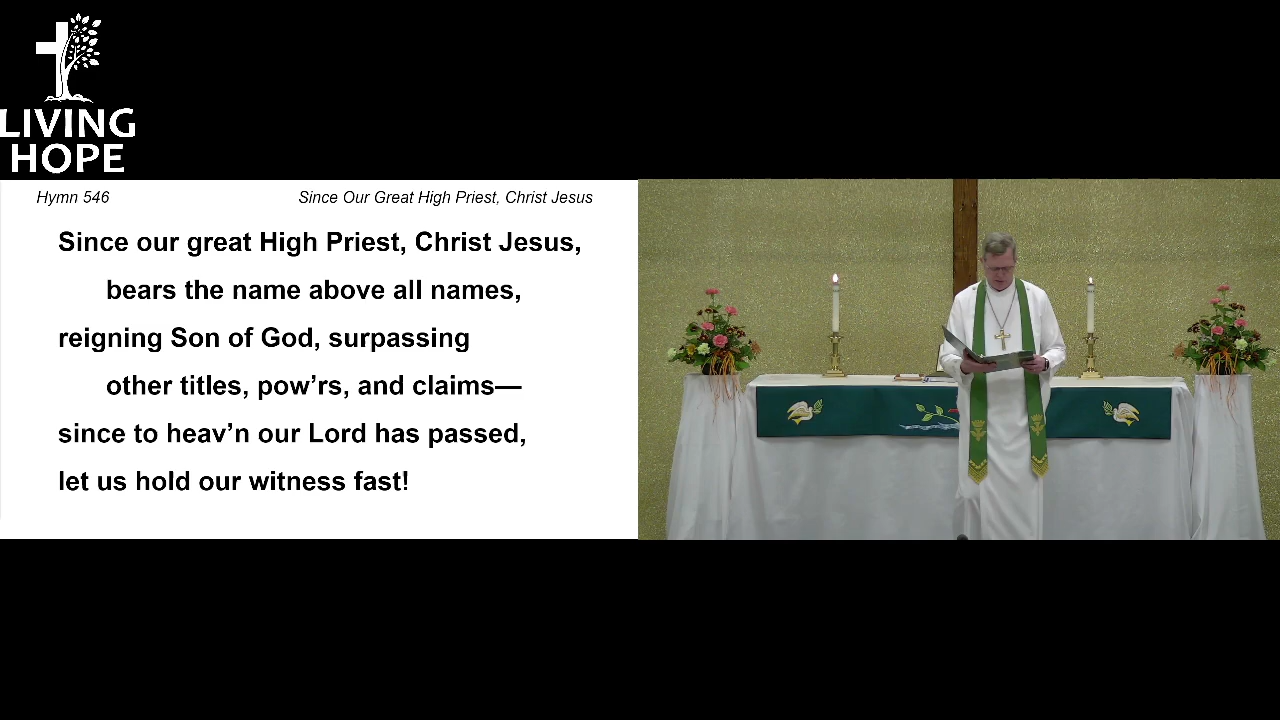 LIVING
HOPE
Hymn 546 Since Our Great High Priest, Christ Jesus
Since our great High Priest, Christ Jesus,
bears the name above all names,
reigning Son of God, surpassing
other titles, pow’rs, and claims—
since to heav’n our Lord has passed,
let us hold our witness fast!